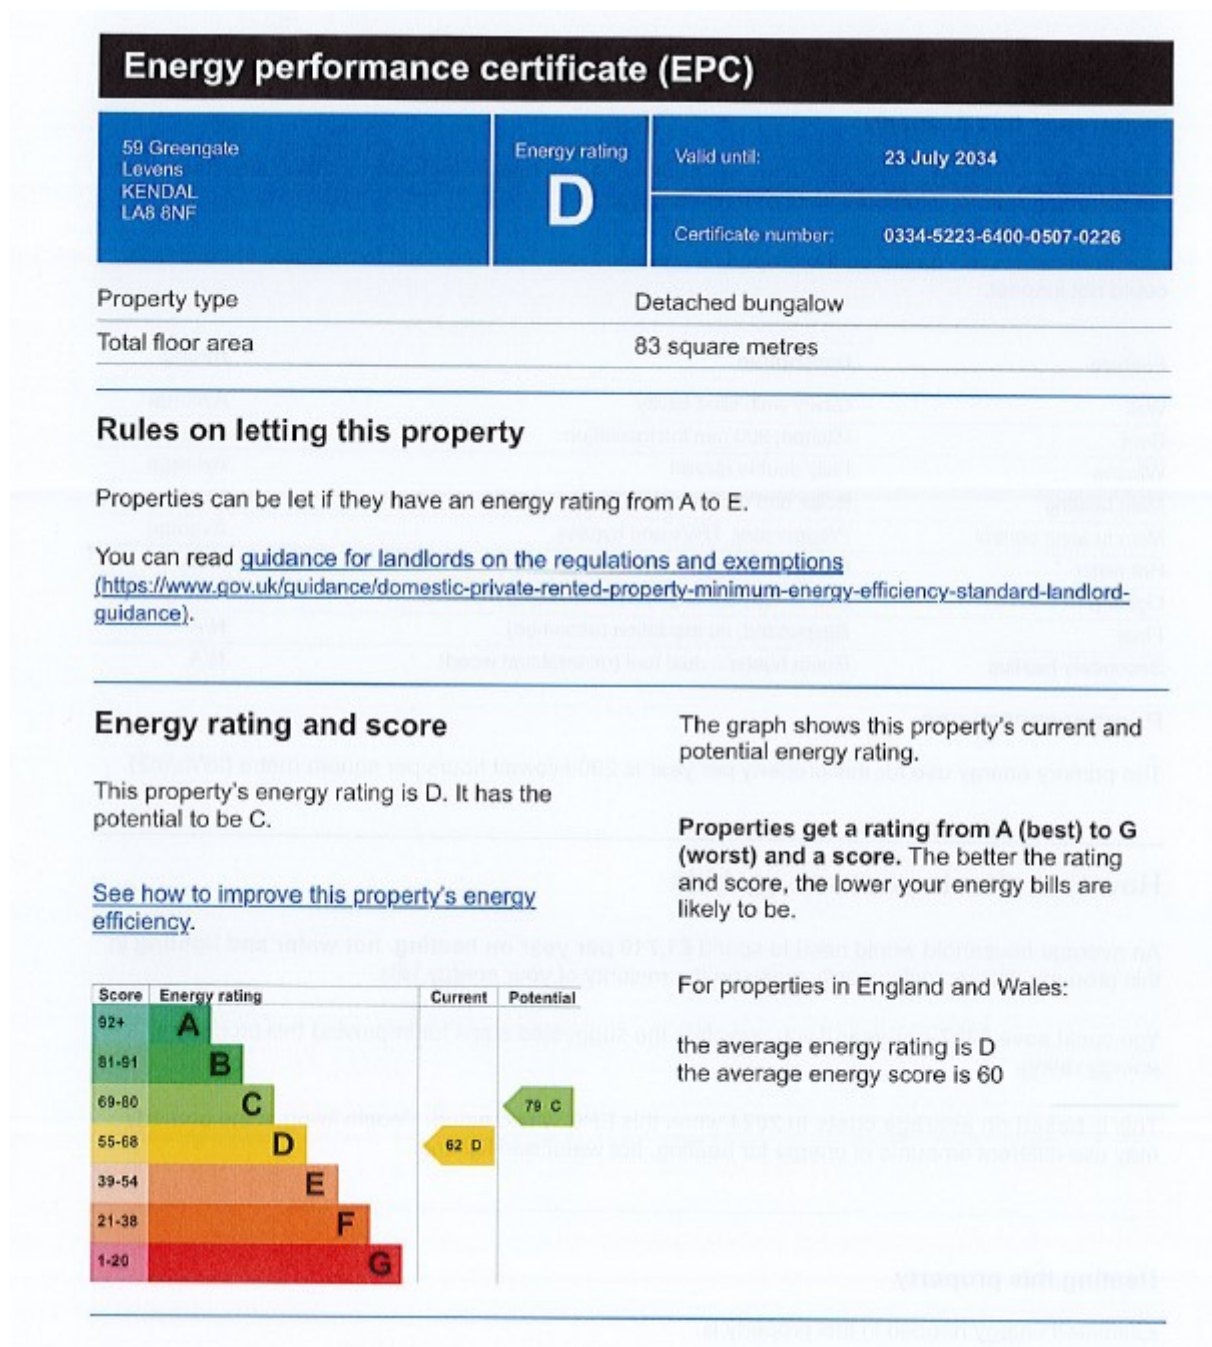 Energy performance certificate (EPC)
59 Greengate
Levens
KENDAL
LA8 8NF
Energy rating
D
Valid until:
23 July 2034
Certificate number:
0334-5223-6400-0507-0226
Property type
Detached bungalow
Total floor area
83 square metres
Rules on letting this property
Properties can be let if they have an energy rating from A to E.
You can read guidance for landlords on the regulations and exemptions
(https://www.gov.uk/guidance/domestic-private-rented-property-minimum-energy-efficiency-standard-landlord-
guidance).
Energy rating and score
This property's energy rating is D. It has the
potential to be C.
See how to improve this property's energy
efficiency.
Score Energy rating Current Potential
92+ A
81-91 B
69-80 C 79 C
55-68 D 62 D
39-54 E
21-38 F
1-20 G
The graph shows this property's current and
potential energy rating.
Properties get a rating from A (best) to G
(worst) and a score. The better the rating
and score, the lower your energy bills are
likely to be.
For properties in England and Wales:
the average energy rating is D
the average energy score is 60